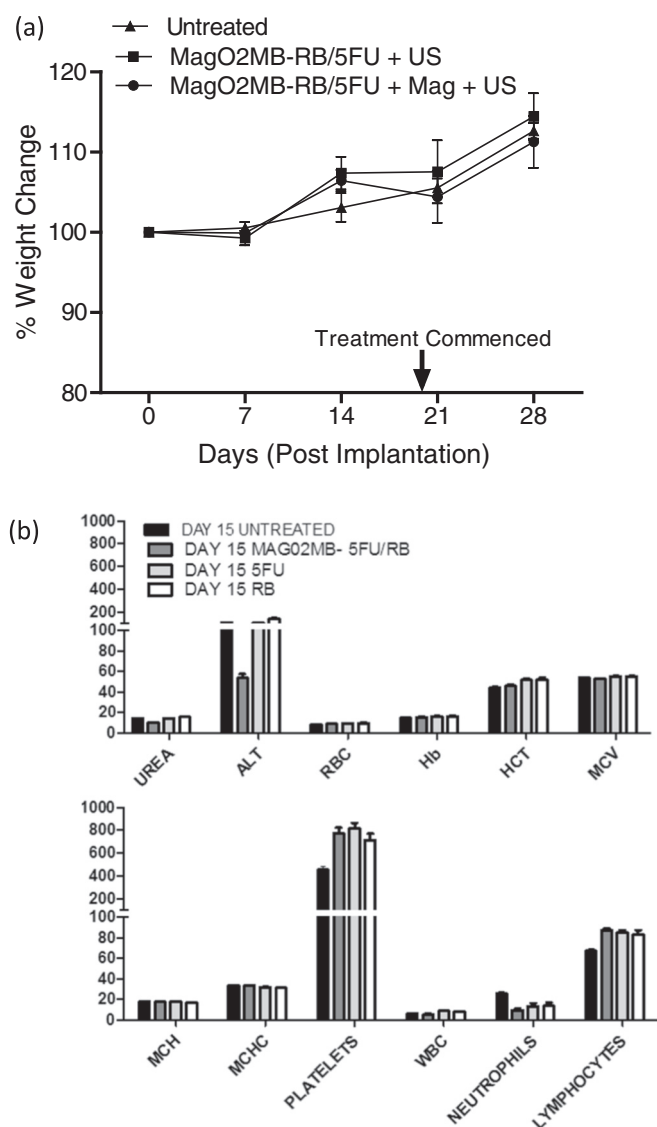 (a)
Untreated
MagO2MB-RB/5FU + US
MagO2MB-RB/5FU + Mag + US
120
110
100
90
80
% Weight Change
Treatment Commenced
0 7 14 21 28
Days (Post Implantation)
(b)
1000
800
600
400
200
100
80
60
40
20
0
DAY 15 UNTREATED
DAY 15 MAG02MB- 5FU/RB
DAY 15 5FU
DAY 15 RB
UREA ALT RBC Hb HCT MCV
1000
800
600
400
200
100
80
60
40
20
0
MCH MCHC PLATELETS WBC NEUTROPHILS LYMPHOCYTES